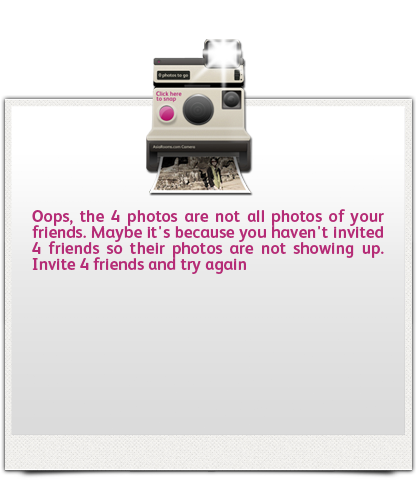 8 photos to go
Click here
to snap
Oops, the 4 photos are not all photos of your
friends. Maybe it's because you haven't invited
4 friends so their photos are not showing up.
Invite 4 friends and try again